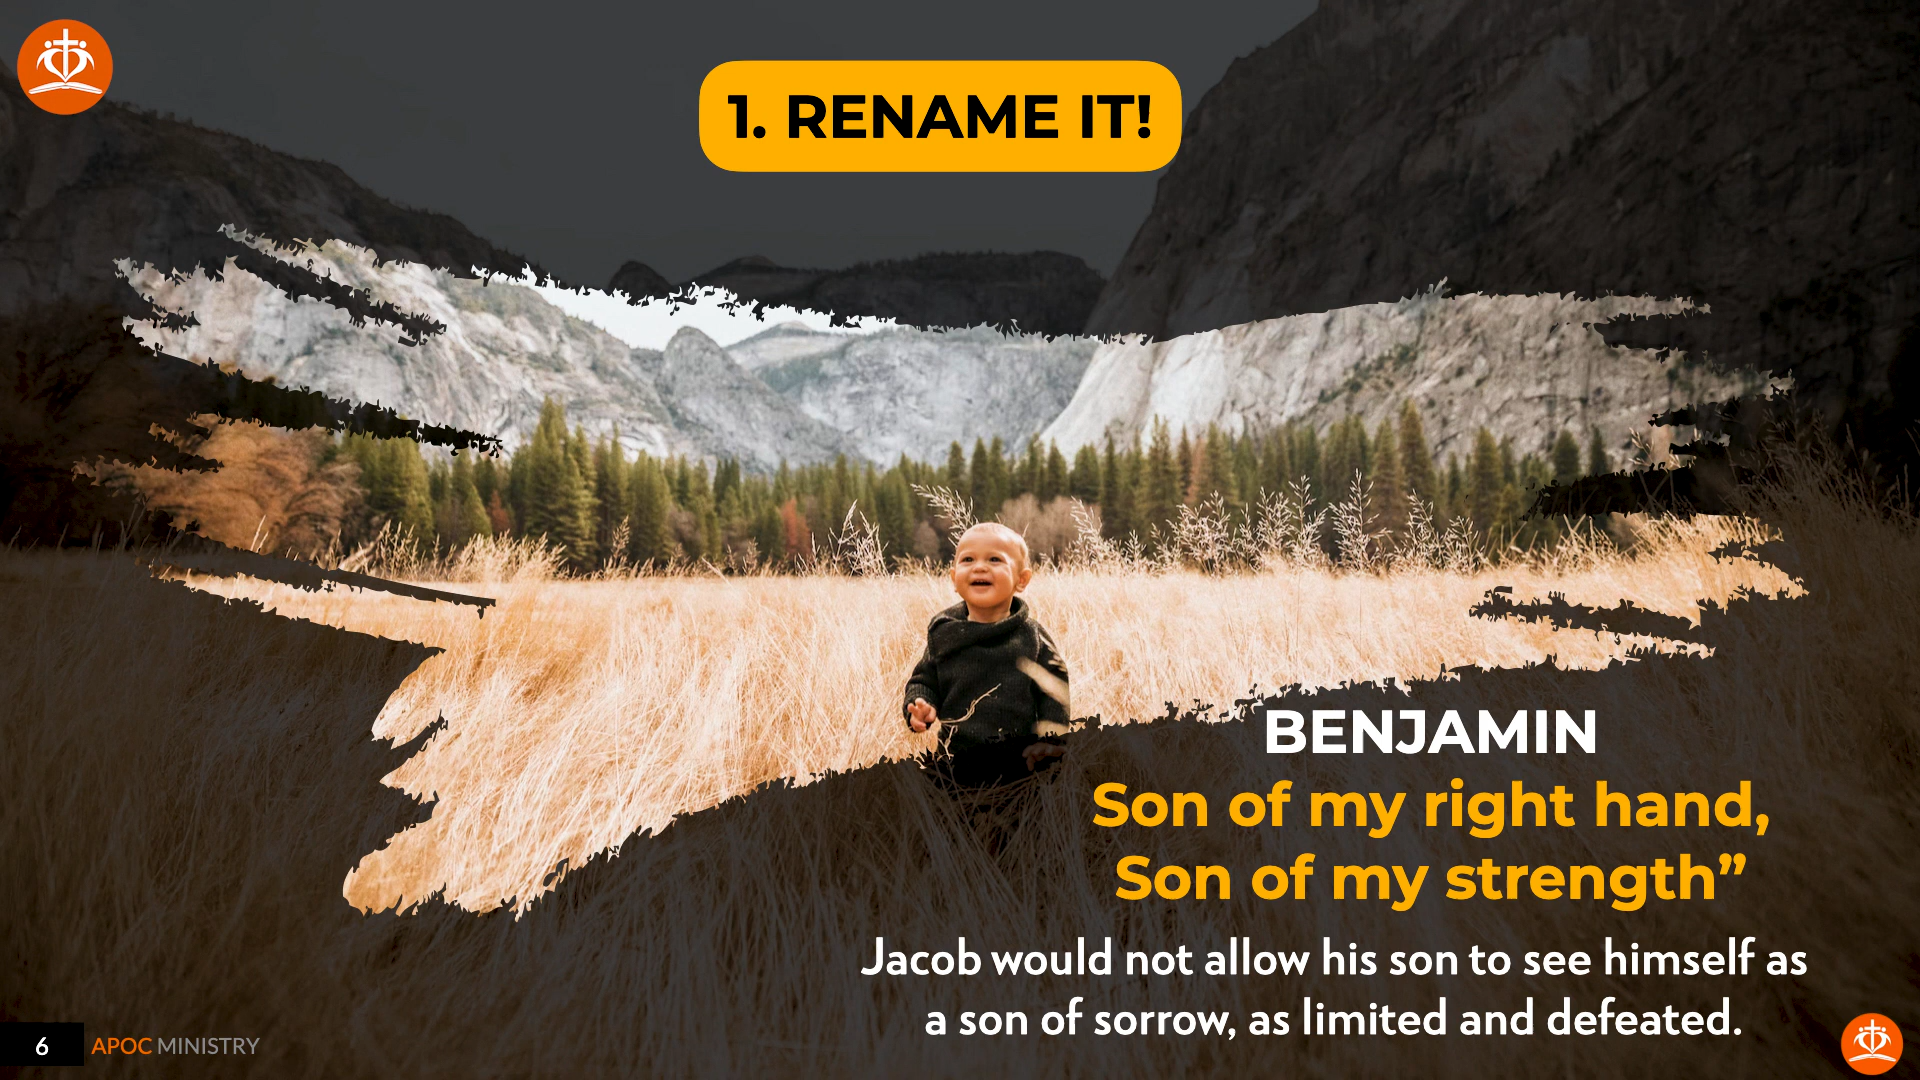 1. RENAME IT!
BENJAMIN
Son of my right hand,
Son of my strength”
Jacob would not allow his son to see himself as
a son of sorrow, as limited and defeated.
6
APOC MINISTRY